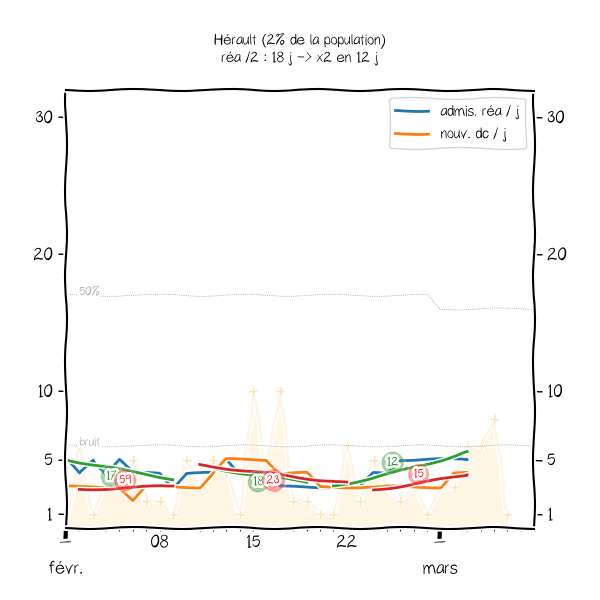 Hérault (2% de la population)
réa /2 : 18 j -> x2 en 12 j
admis. réa / j
nouv. dc / j
30 30
20 20
50%
10 10
bruit
5 5
17 59 18 23 12 15
1 1
08 15 22
févr. mars